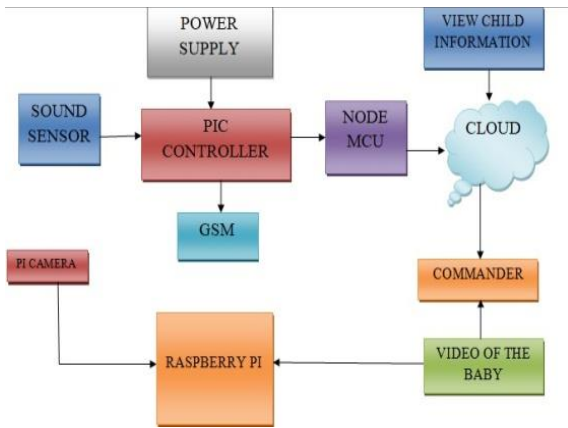 POWER
SUPPLY
VIEW CHILD
INFORMATION
SOUND
SENSOR
PIC
CONTROLLER
NODE
MCU
CLOUD
GSM
PI CAMERA
COMMANDER
RASPBERRY PI
VIDEO OF THE
BABY